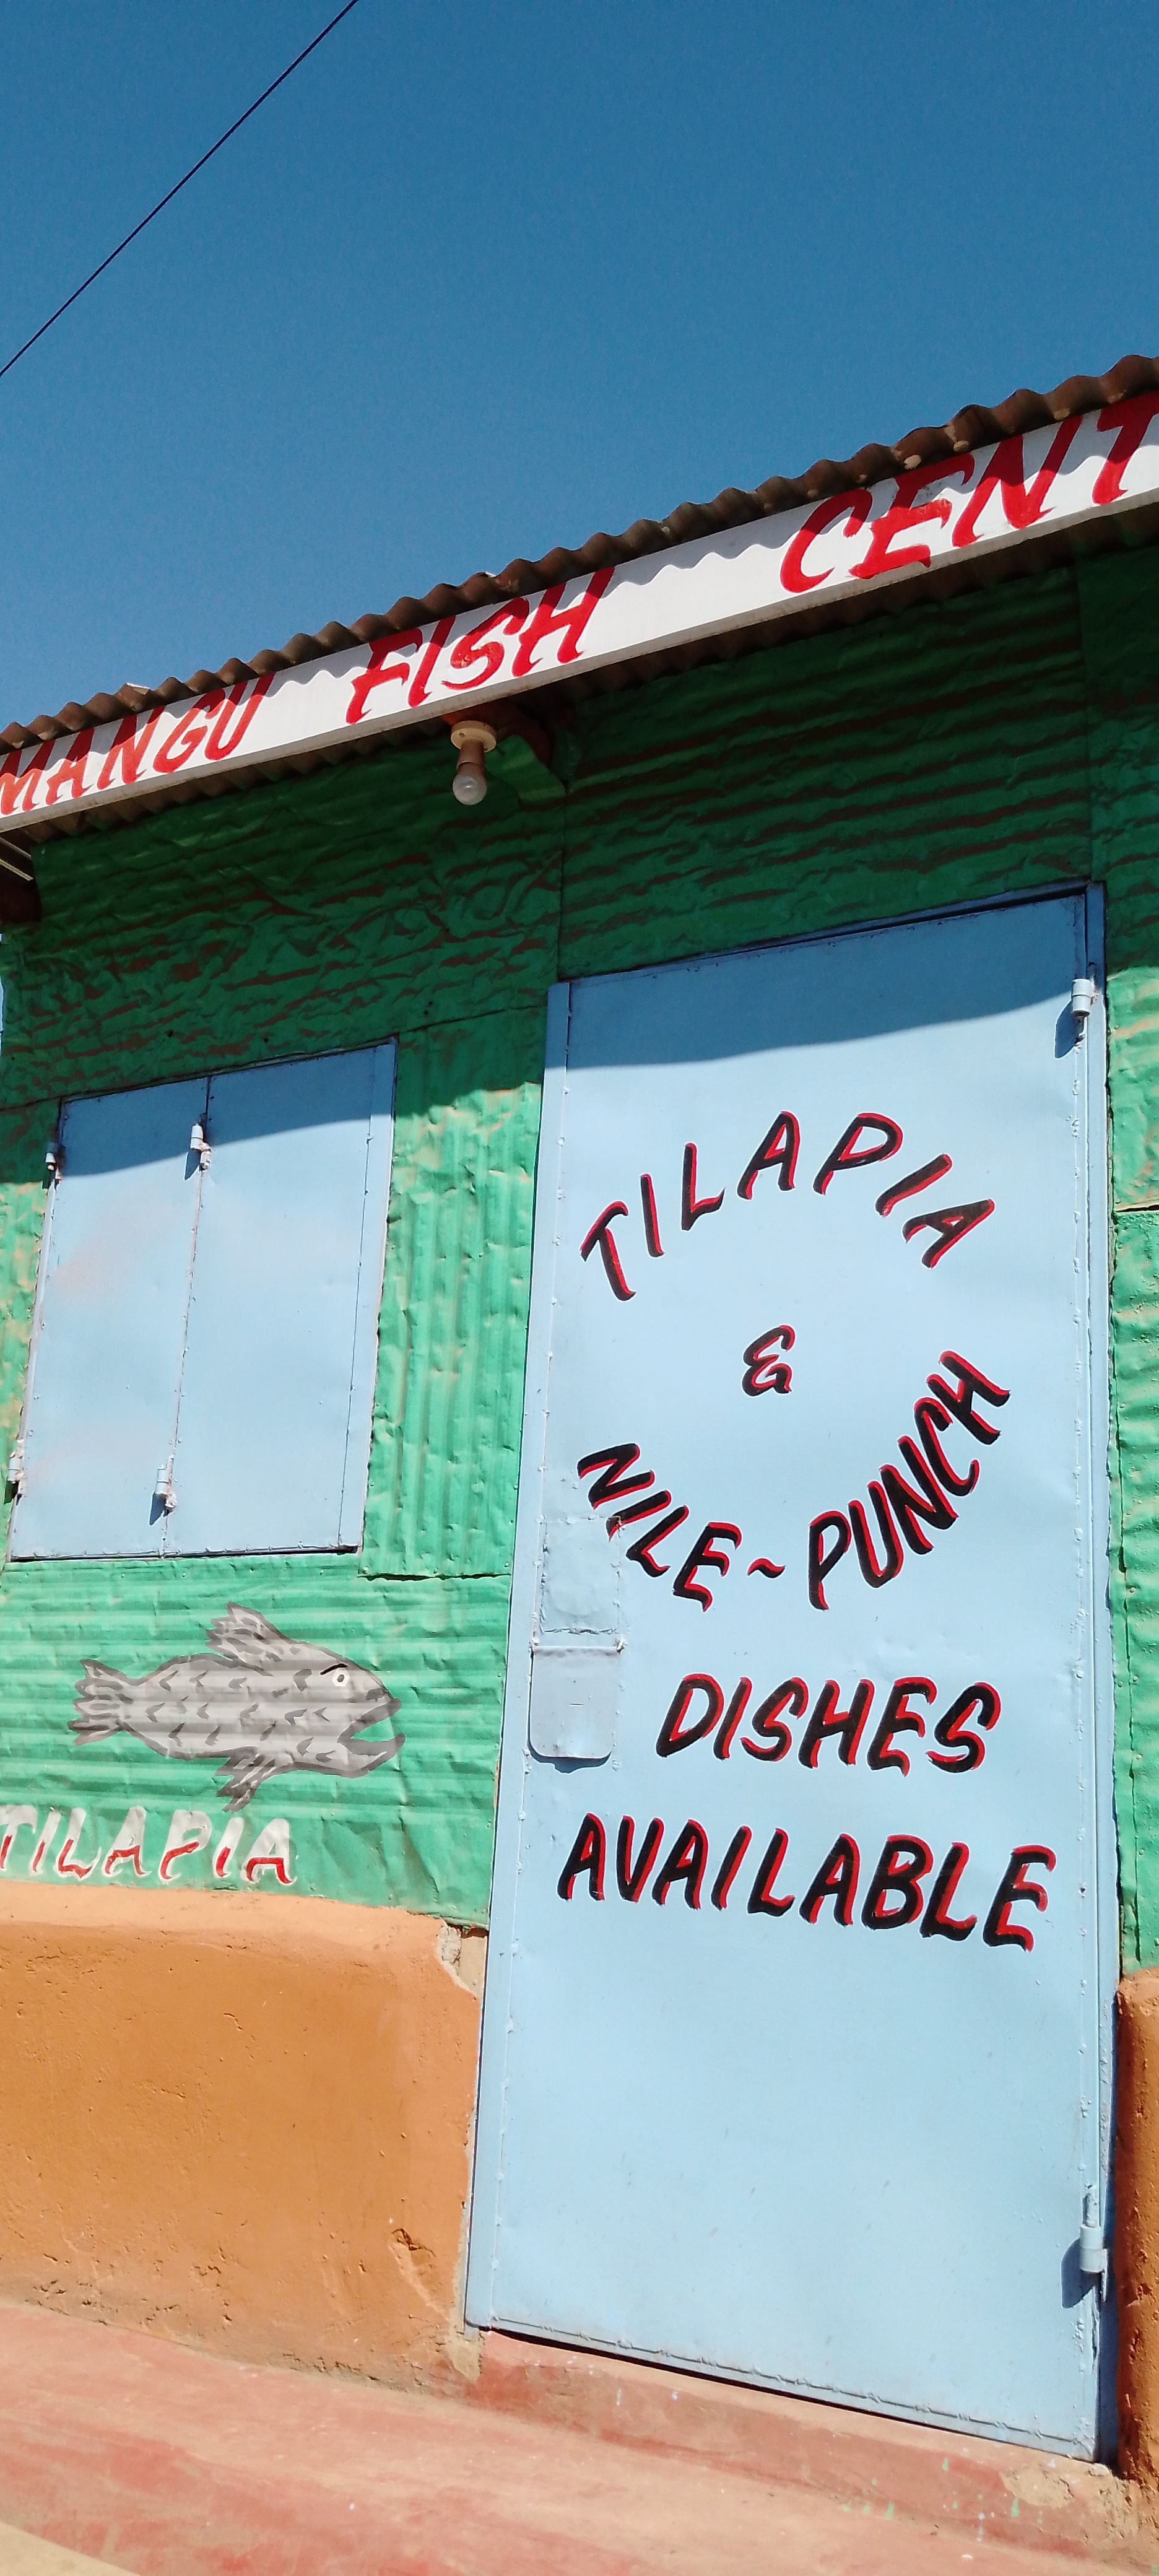 MANGU FISH CENT
TILAPIA
&
NILE~PUNCH
DISHES
AVAILABLE
TILAPIA